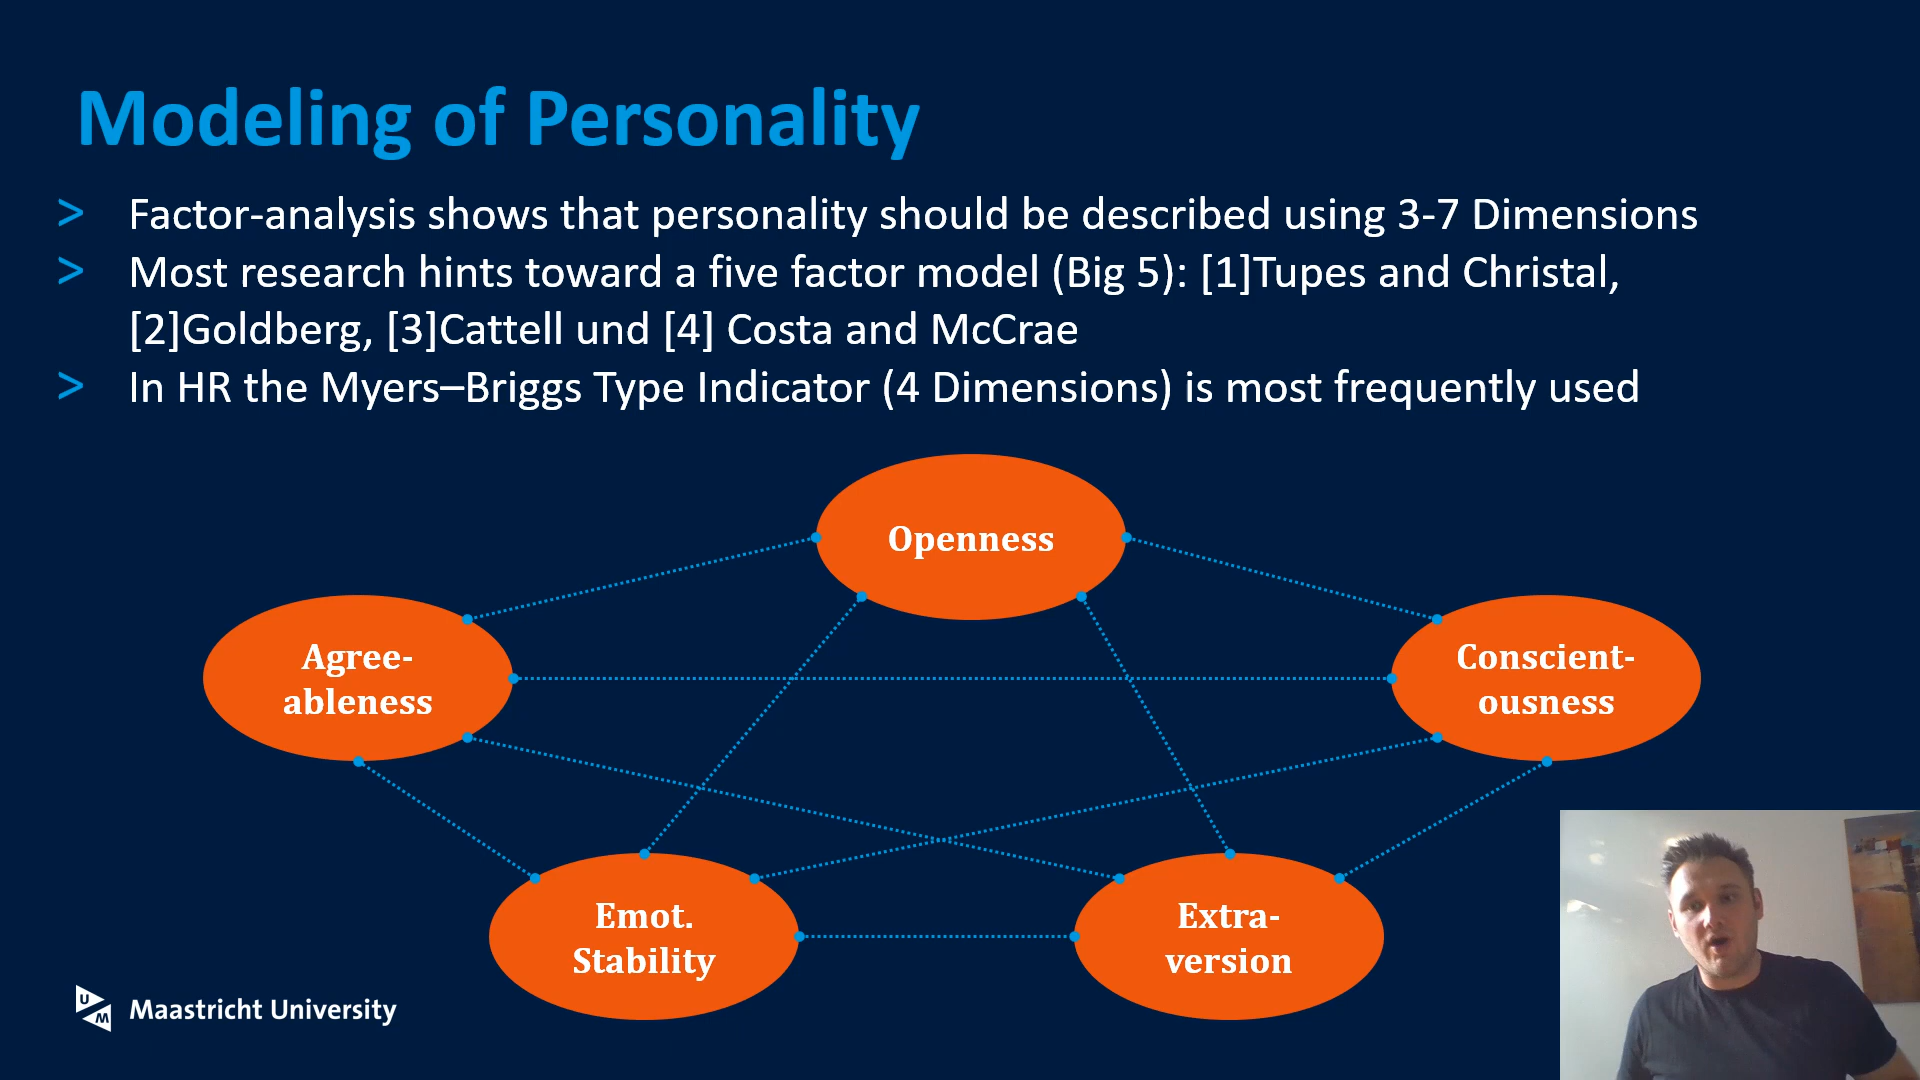 Modeling of Personality
> Factor-analysis shows that personality should be described using 3-7 Dimensions
> Most research hints toward a five factor model (Big 5): [1]Tupes and Christal,
[2]Goldberg, [3]Cattell und [4] Costa and McCrae
> In HR the Myers–Briggs Type Indicator (4 Dimensions) is most frequently used
Openness
Agree-
ableness
Conscient-
ousness
Emot.
Stability
Extra-
version
UM
Maastricht University